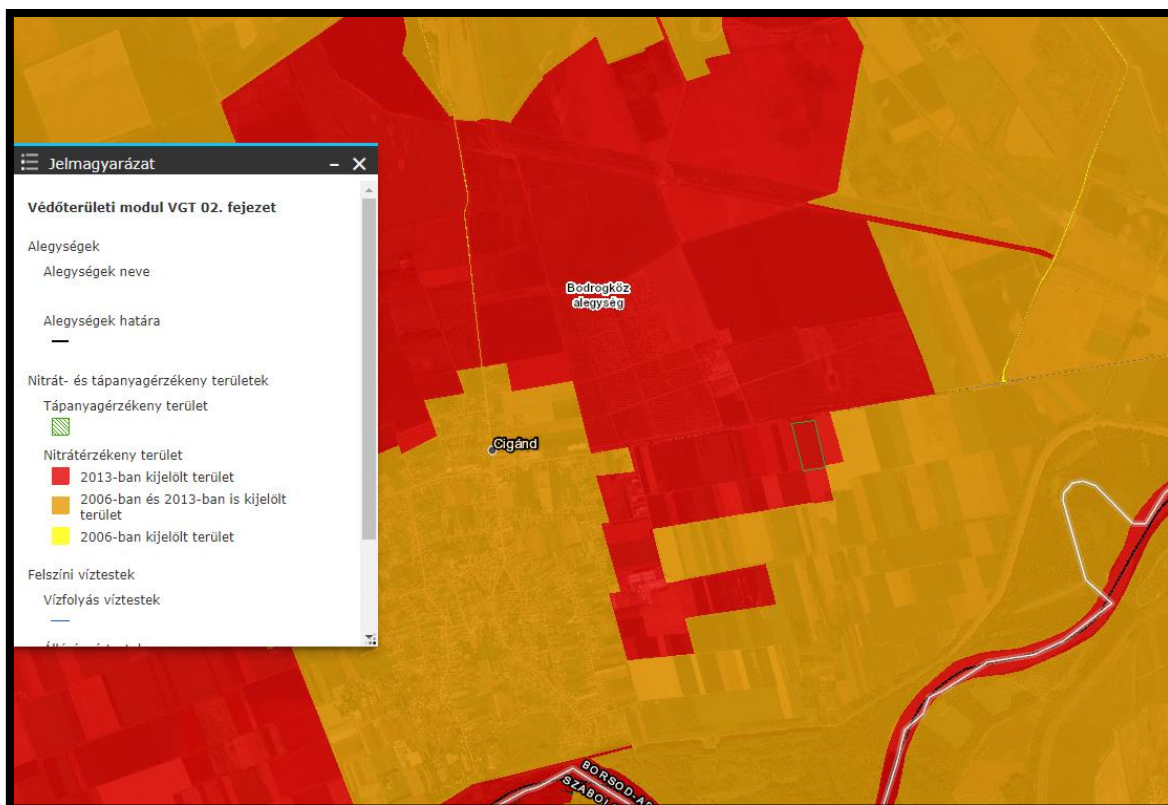 Jelmagyarázat
Védőterületi modul VGT 02. fejezet
Alegységek
Alegységek neve
Alegységek határa
Nitrát- és tápanyagérzékeny területek
Tápanyagérzékeny terület
Nitrátérzékeny terület
2013-ban kijelölt terület
2006-ban és 2013-ban is kijelölt
terület
2006-ban kijelölt terület
Felszíni víztestek
Vízfolyás víztestek
Bodrogköz
alegység
Cigánd
BORSOD-AB
SZABOLC